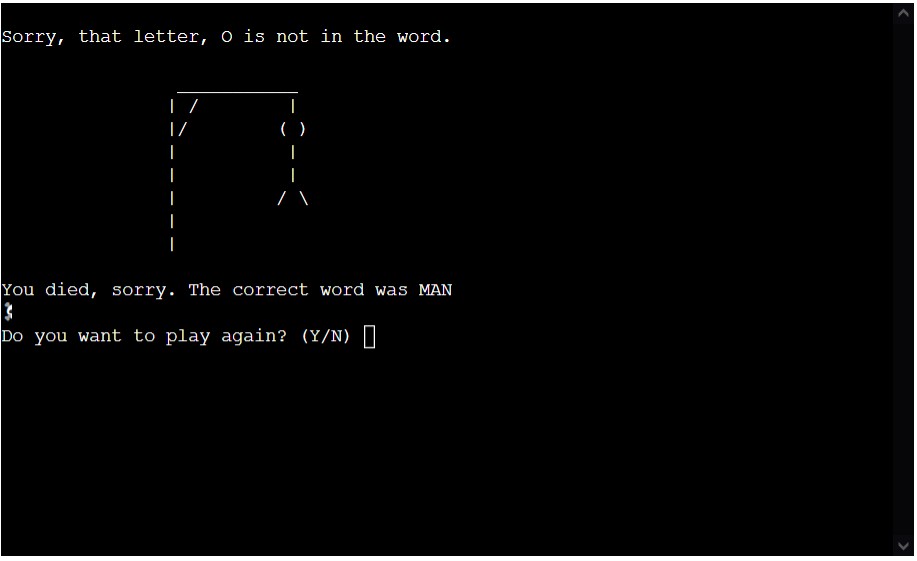 Sorry, that letter, O is not in the word.
You died, sorry. The correct word was MAN
Do you want to play again? (Y/N)